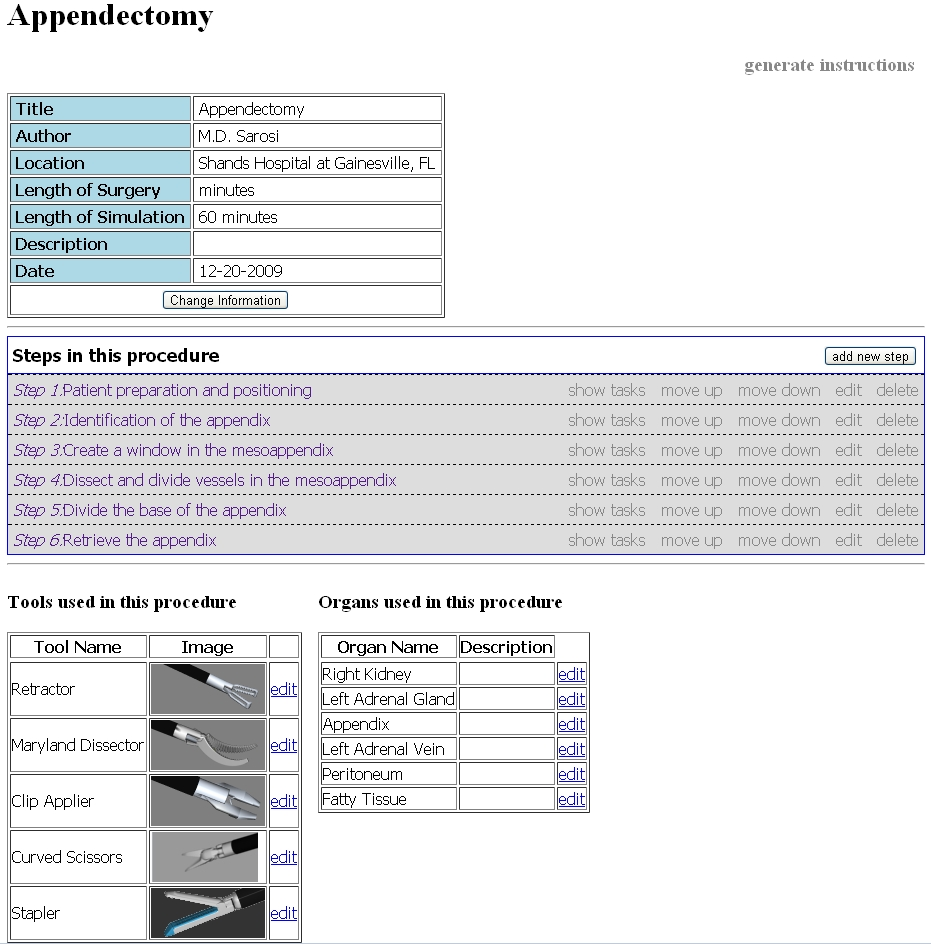 Appendectomy
generate instructions
Title Appendectomy
Author M.D. Sarosi
Location Shands Hospital at Gainesville, FL
Length of Surgery minutes
Length of Simulation 60 minutes
Description
Date 12-20-2009
Change Information
Steps in this procedure add new step
Step 1:Patient preparation and positioning show tasks move up move down edit delete
Step 2:Identification of the appendix show tasks move up move down edit delete
Step 3:Create a window in the mesoappendix show tasks move up move down edit delete
Step 4:Dissect and divide vessels in the mesoappendix show tasks move up move down edit delete
Step 5:Divide the base of the appendix show tasks move up move down edit delete
Step 6:Retrieve the appendix show tasks move up move down edit delete
Tools used in this procedure
Tool Name Image
Retractor edit
Maryland Dissector edit
Clip Applier edit
Curved Scissors edit
Stapler edit
Organs used in this procedure
Organ Name Description
Right Kidney edit
Left Adrenal Gland edit
Appendix edit
Left Adrenal Vein edit
Peritoneum edit
Fatty Tissue edit